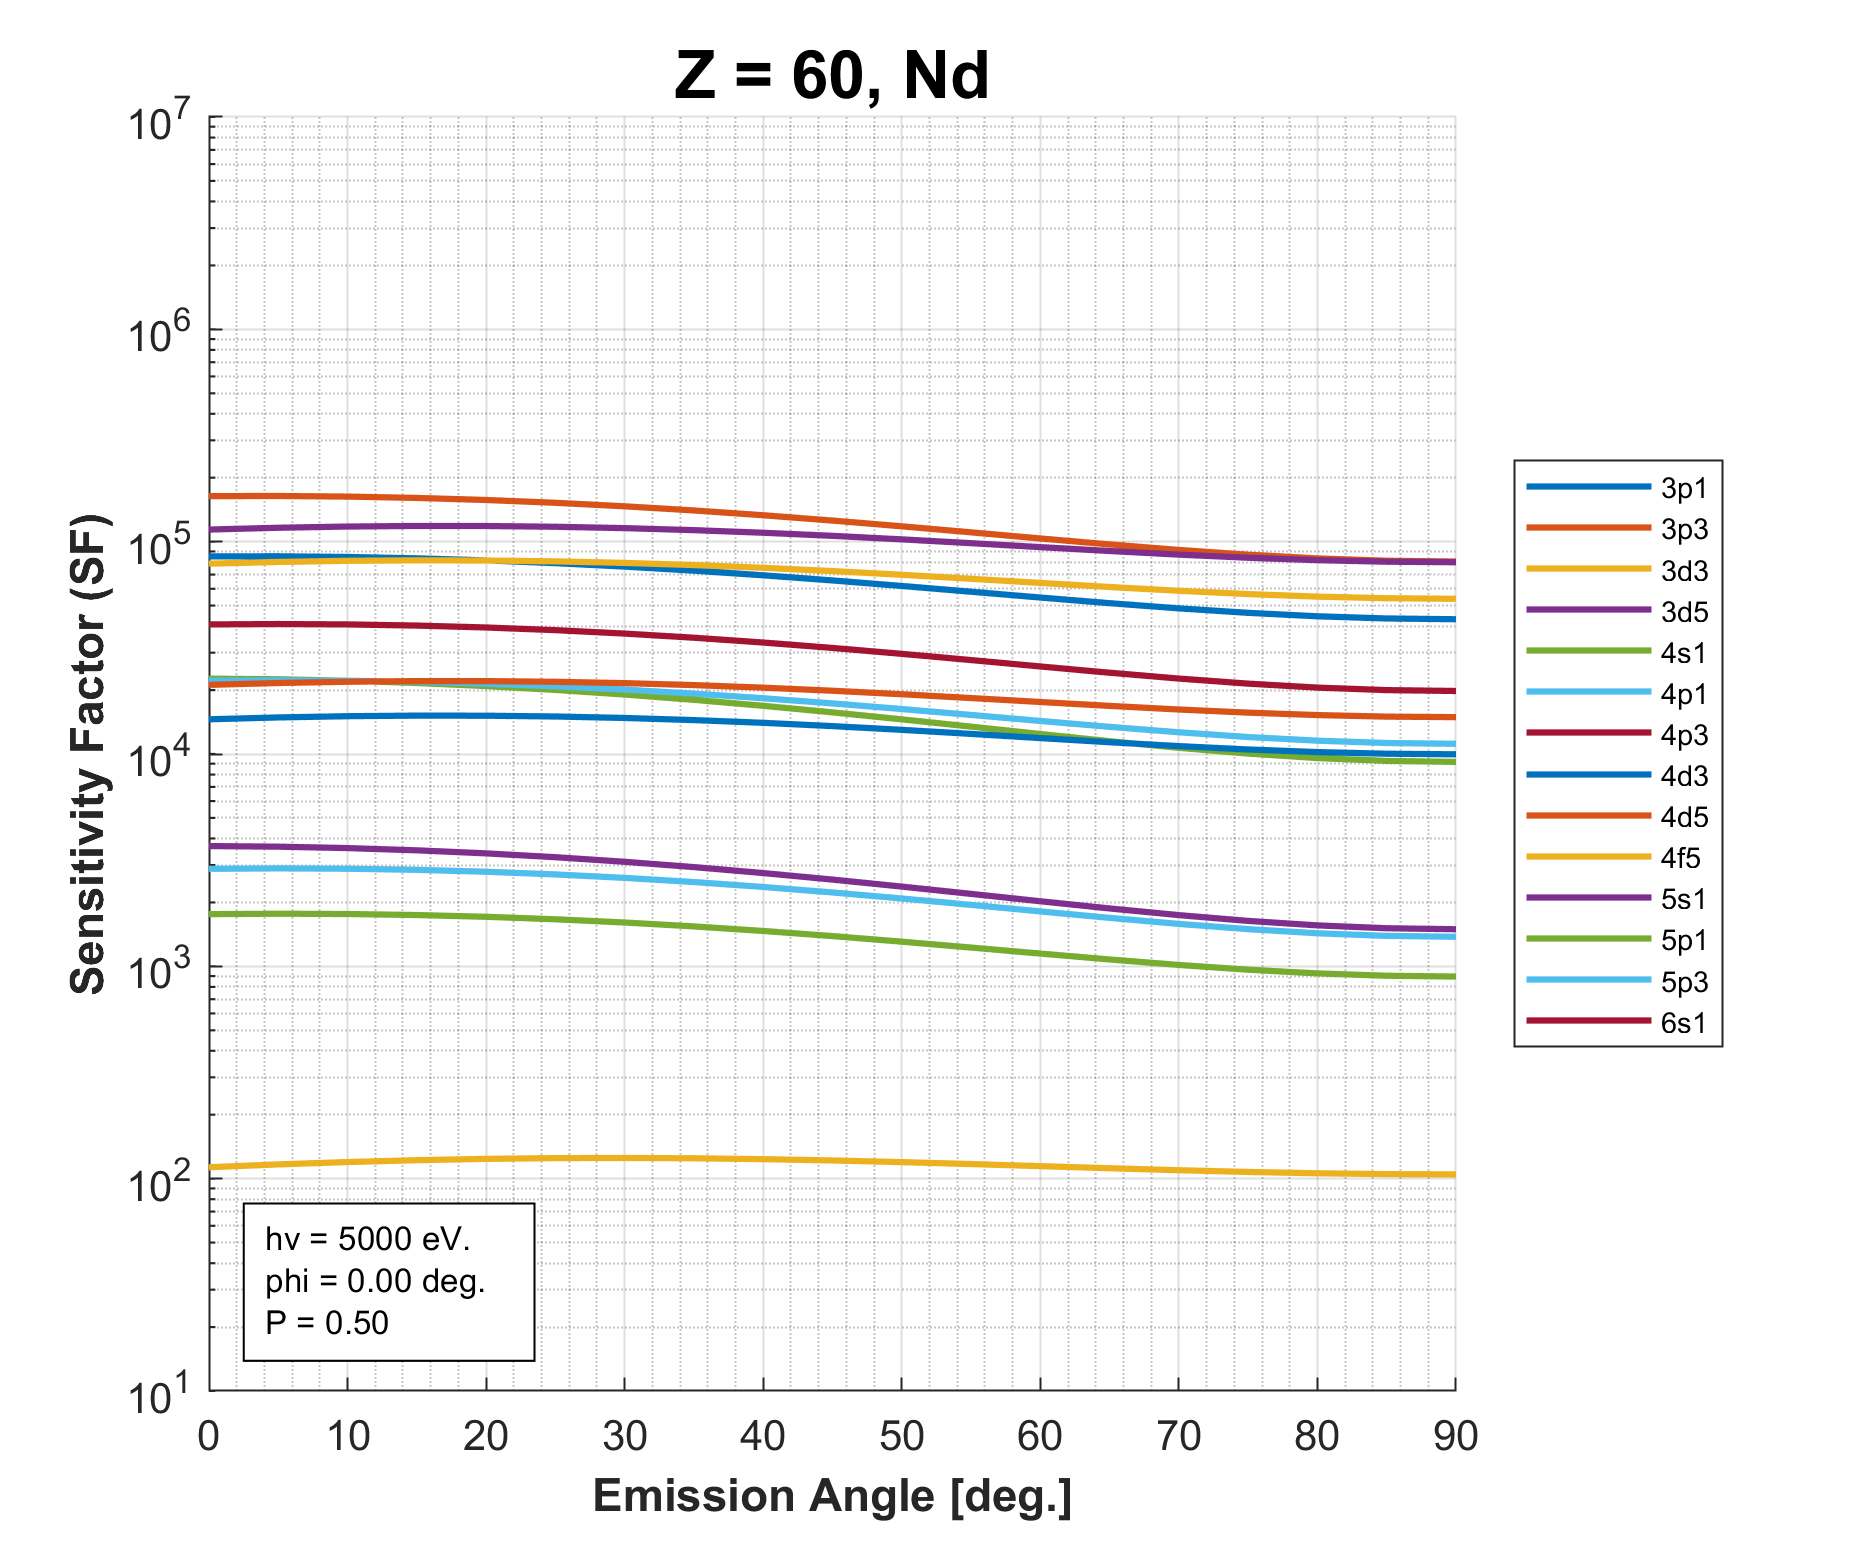 Z = 60, Nd
10^7
10^6
10^5
10^4
10^3
10^2
10^1
Sensitivity Factor (SF)
0 10 20 30 40 50 60 70 80 90
Emission Angle [deg.]
hv = 5000 eV.
phi = 0.00 deg.
P = 0.50
3p1
3p3
3d3
3d5
4s1
4p1
4p3
4d3
4d5
4f5
5s1
5p1
5p3
6s1